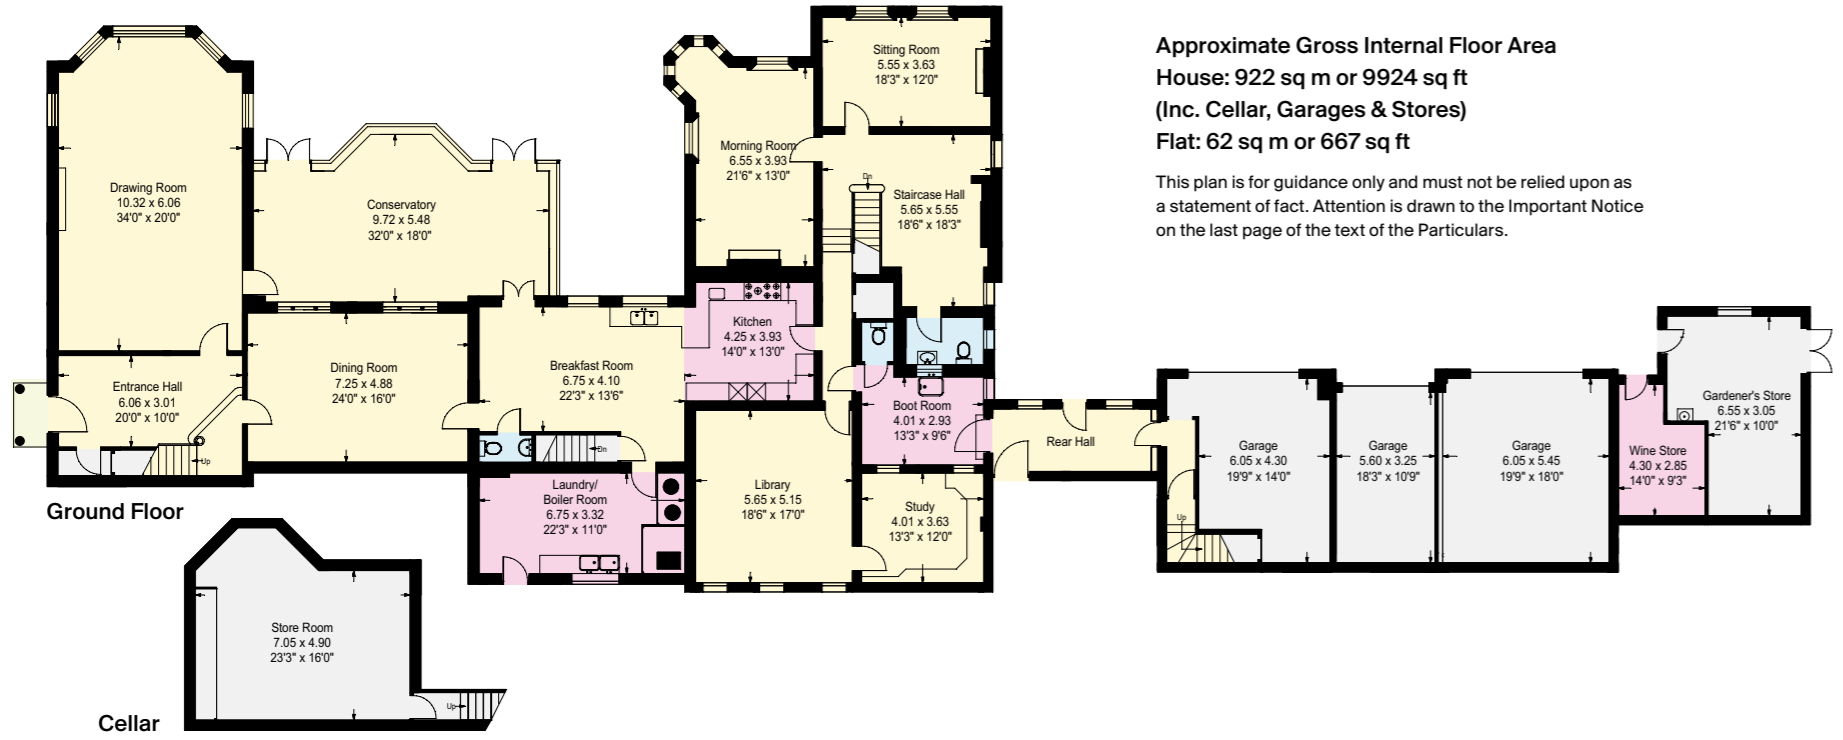 Approximate Gross Internal Floor Area
House: 922 sq m or 9924 sq ft
(Inc. Cellar, Garages & Stores)
Flat: 62 sq m or 667 sq ft
This plan is for guidance only and must not be relied upon as
a statement of fact. Attention is drawn to the Important Notice
on the last page of the text of the Particulars.
Drawing Room
10.32 x 6.06
34'0" x 20'0"
Conservatory
9.72 x 5.48
32'0" x 18'0"
Morning Room
6.55 x 3.93
21'6" x 13'0"
Sitting Room
5.55 x 3.63
18'3" x 12'0"
Dn
Staircase Hall
5.65 x 5.55
18'6" x 18'3"
Entrance Hall
6.06 x 3.01
20'0" x 10'0"
Up
Dining Room
7.25 x 4.88
24'0" x 16'0"
Breakfast Room
6.75 x 4.10
22'3" x 13'6"
Dn
Kitchen
4.25 x 3.93
14'0" x 13'0"
Boot Room
4.01 x 2.93
13'3" x 9'6"
Rear Hall
Laundry/
Boiler Room
6.75 x 3.32
22'3" x 11'0"
Library
5.65 x 5.15
18'6" x 17'0"
Study
4.01 x 3.63
13'3" x 12'0"
Garage
6.05 x 4.30
19'9" x 14'0"
Up
Garage
5.60 x 3.25
18'3" x 10'9"
Garage
6.05 x 5.45
19'9" x 18'0"
Wine Store
4.30 x 2.85
14'0" x 9'3"
Gardener's Store
6.55 x 3.05
21'6" x 10'0"
Ground Floor
Store Room
7.05 x 4.90
23'3" x 16'0"
Up
Cellar